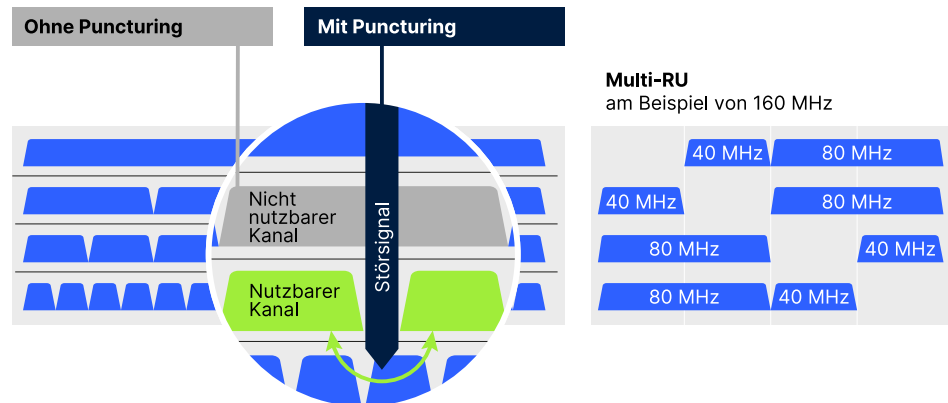 Ohne Puncturing
Mit Puncturing
Nicht
nutzbarer
Kanal
Störsignal
Nutzbarer
Kanal
Multi-RU
am Beispiel von 160 MHz
40 MHz
80 MHz
40 MHz
80 MHz
80 MHz
40 MHz
80 MHz
40 MHz